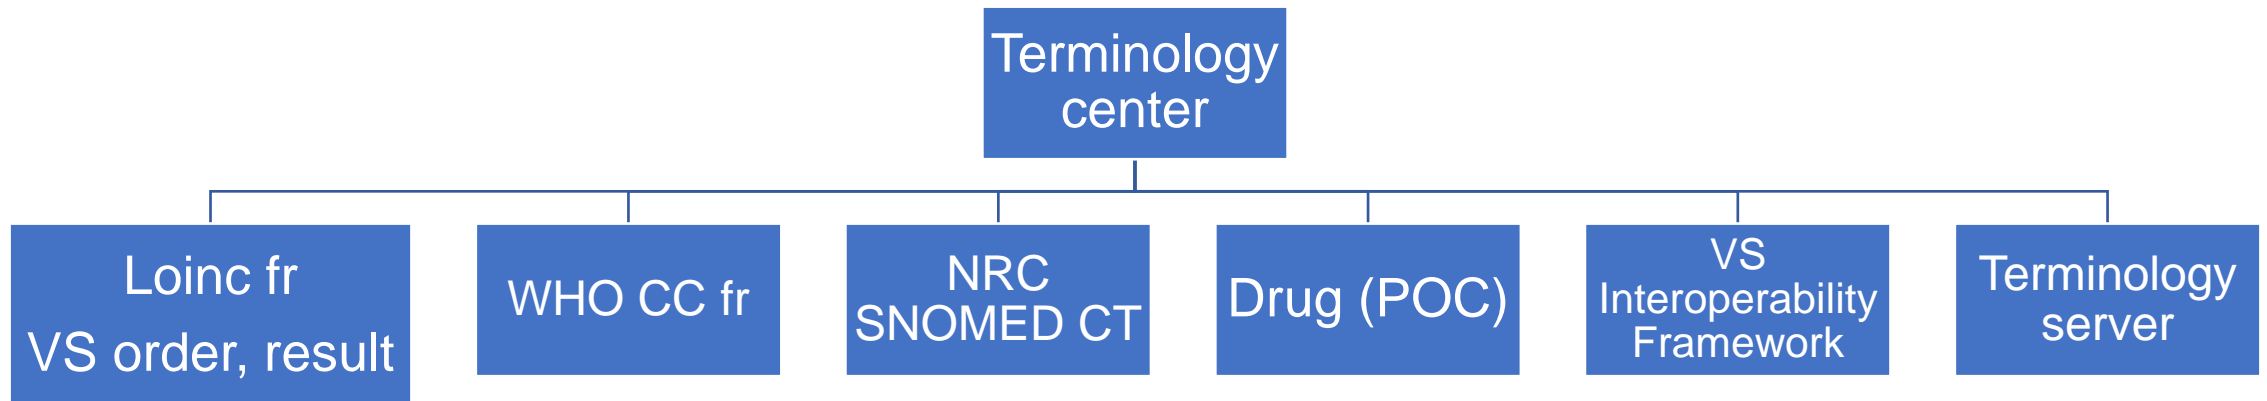 Terminology
center
Loinc fr
VS order, result
WHO CC fr
NRC
SNOMED CT
Drug (POC)
VS
Interoperability
Framework
Terminology
server